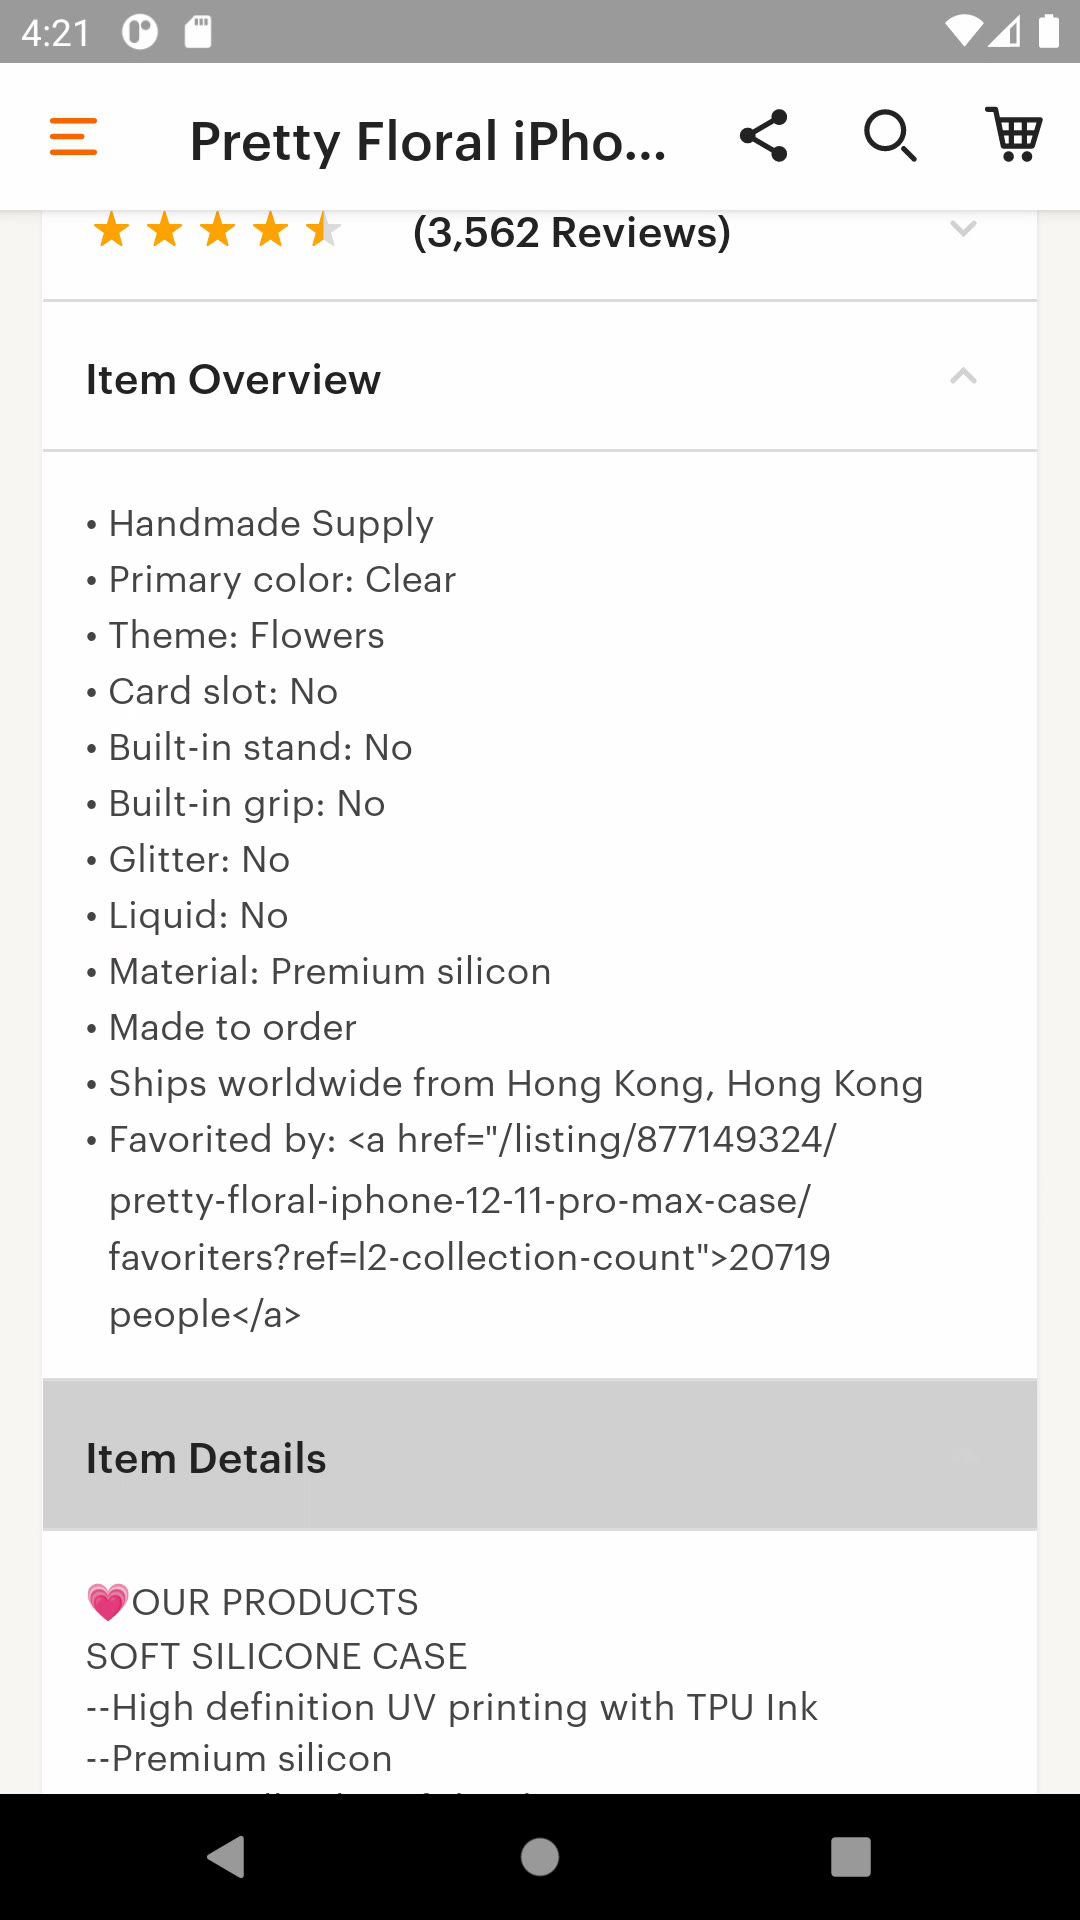 4:21
Pretty Floral iPho...
(3,562 Reviews)
Item Overview
• Handmade Supply
• Primary color: Clear
• Theme: Flowers
• Card slot: No
• Built-in stand: No
• Built-in grip: No
• Glitter: No
• Liquid: No
• Material: Premium silicon
• Made to order
• Ships worldwide from Hong Kong, Hong Kong
• Favorited by: <a href="/listing/877149324/
pretty-floral-iphone-12-11-pro-max-case/
favoriters?ref=l2-collection-count">20719
people</a>
Item Details
💗OUR PRODUCTS
SOFT SILICONE CASE
--High definition UV printing with TPU Ink
--Premium silicon